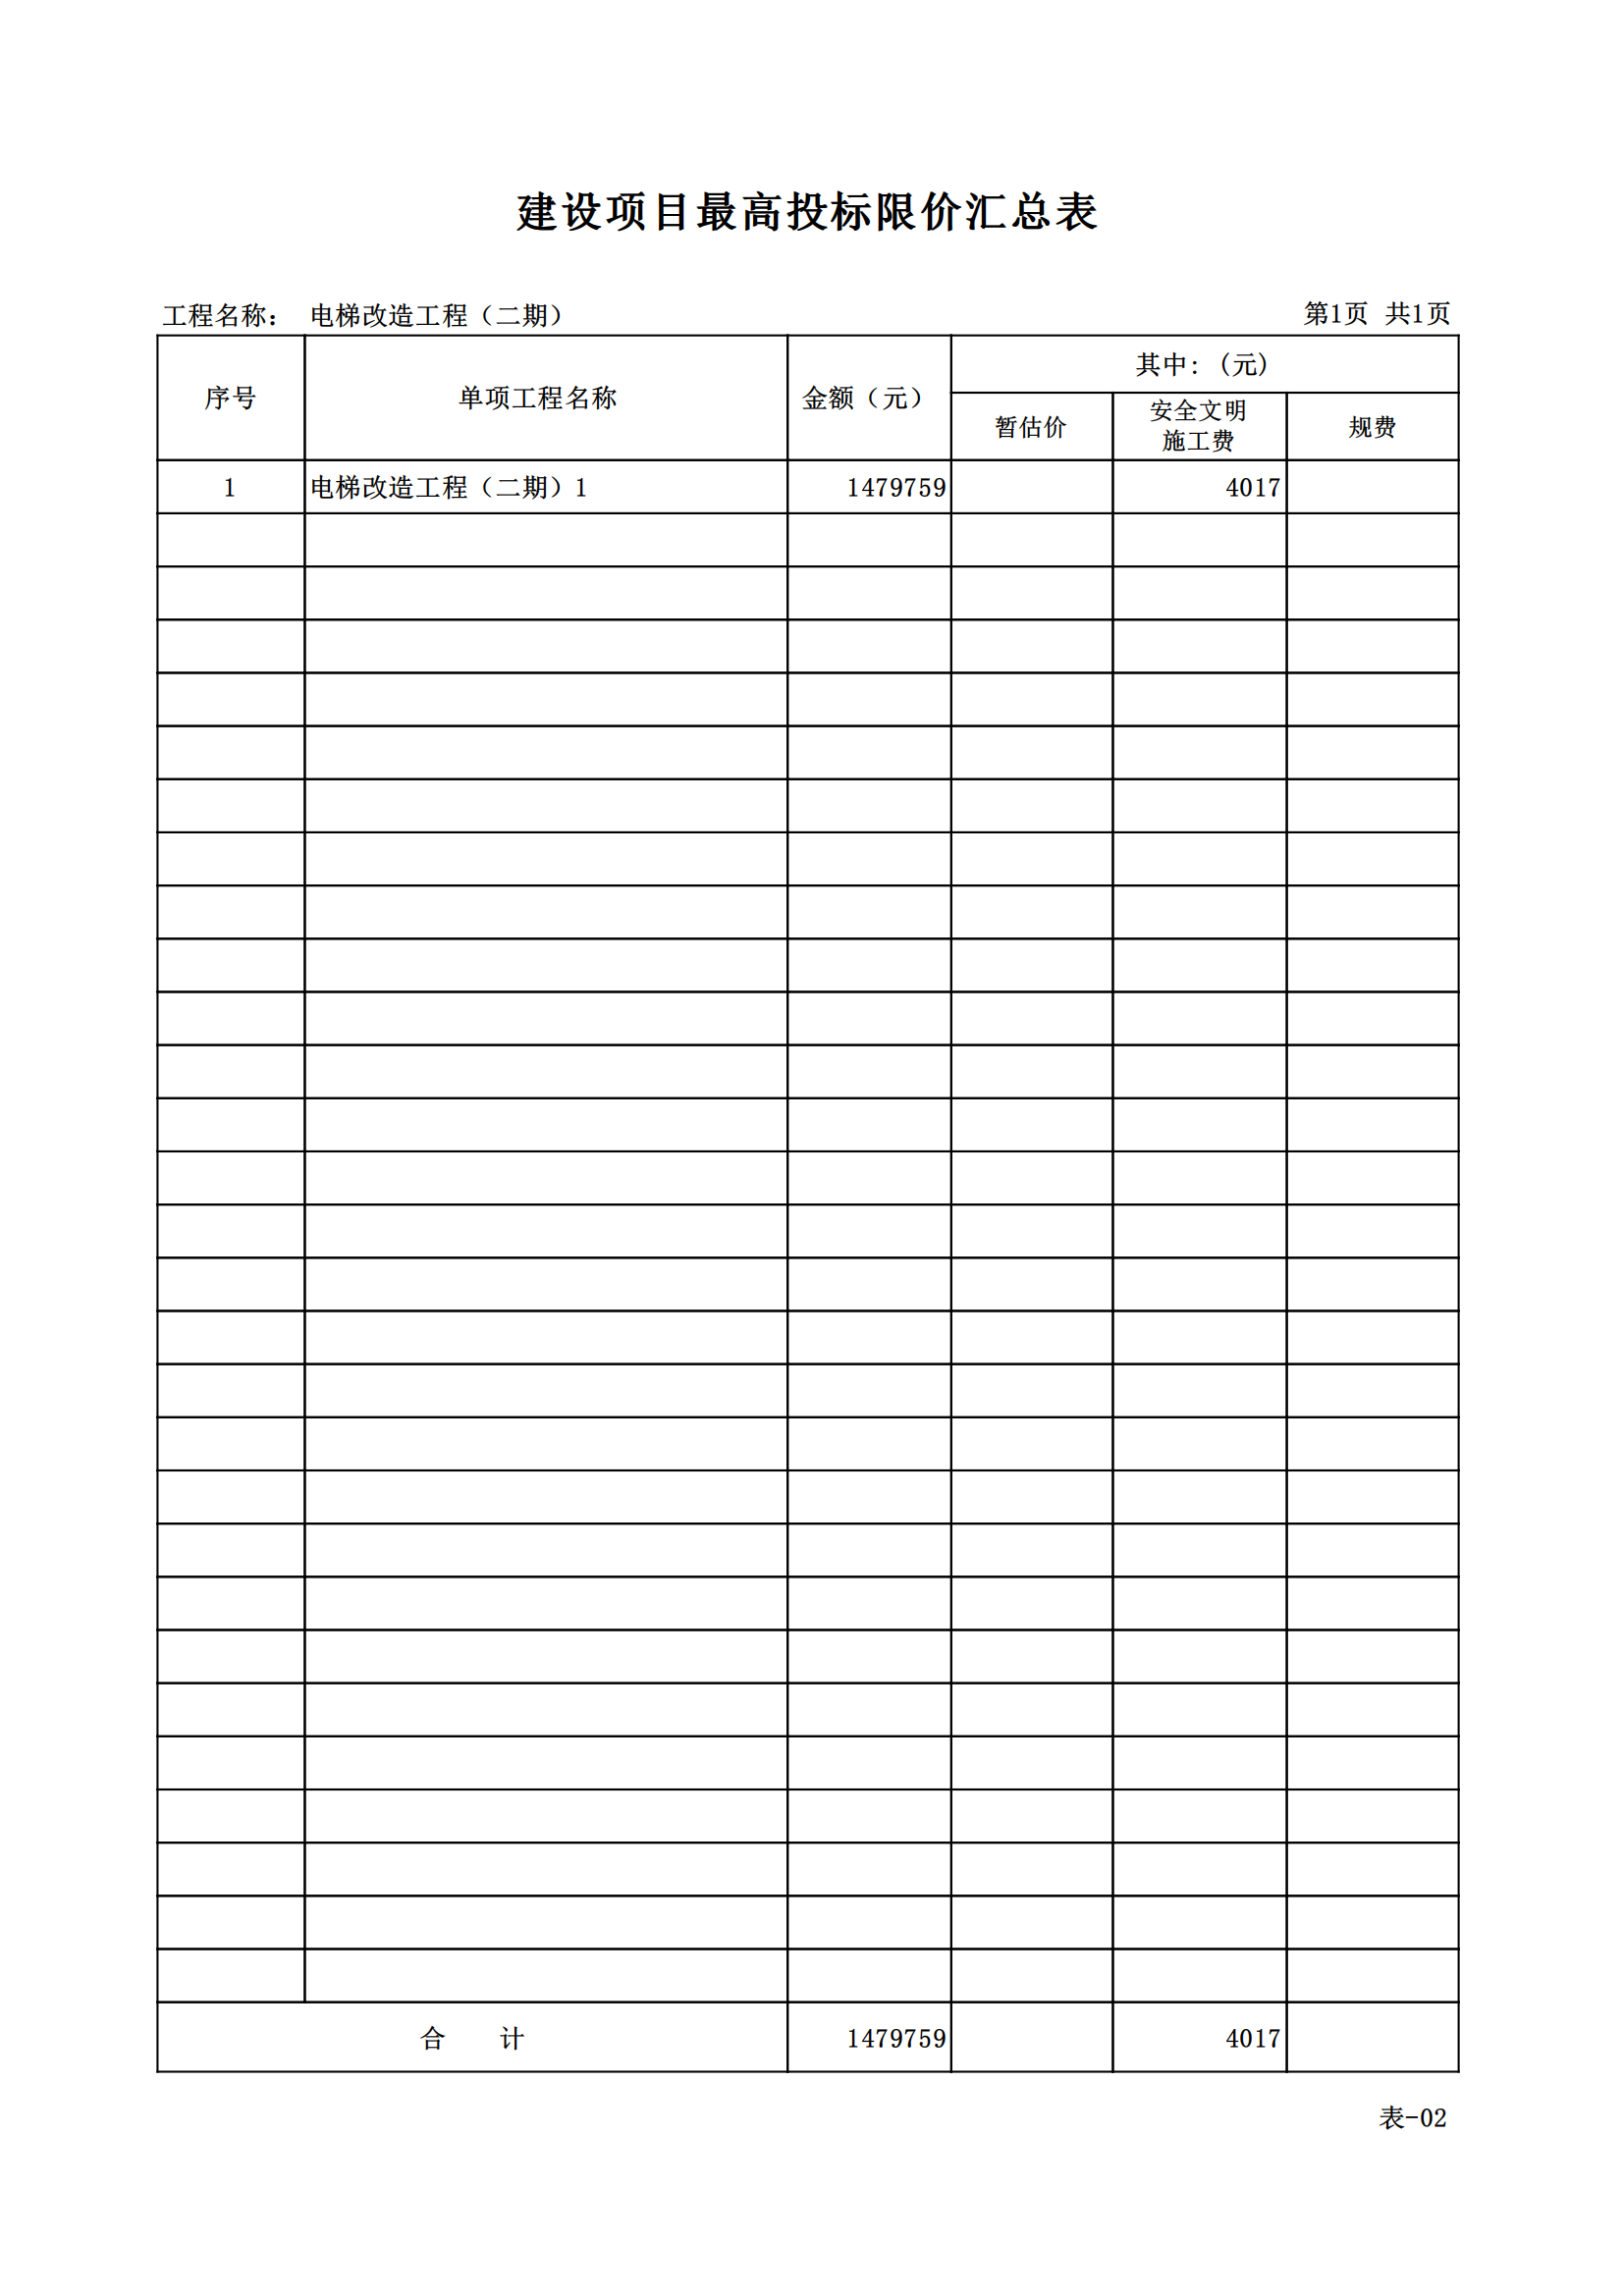 建设项目最高投标限价汇总表
工程名称： 电梯改造工程（二期） 第1页 共1页
序号 单项工程名称 金额（元） 其中：(元)
暂估价 安全文明 规费
施工费
1 电梯改造工程（二期）1 1479759 4017
合 计 1479759 4017
表-02